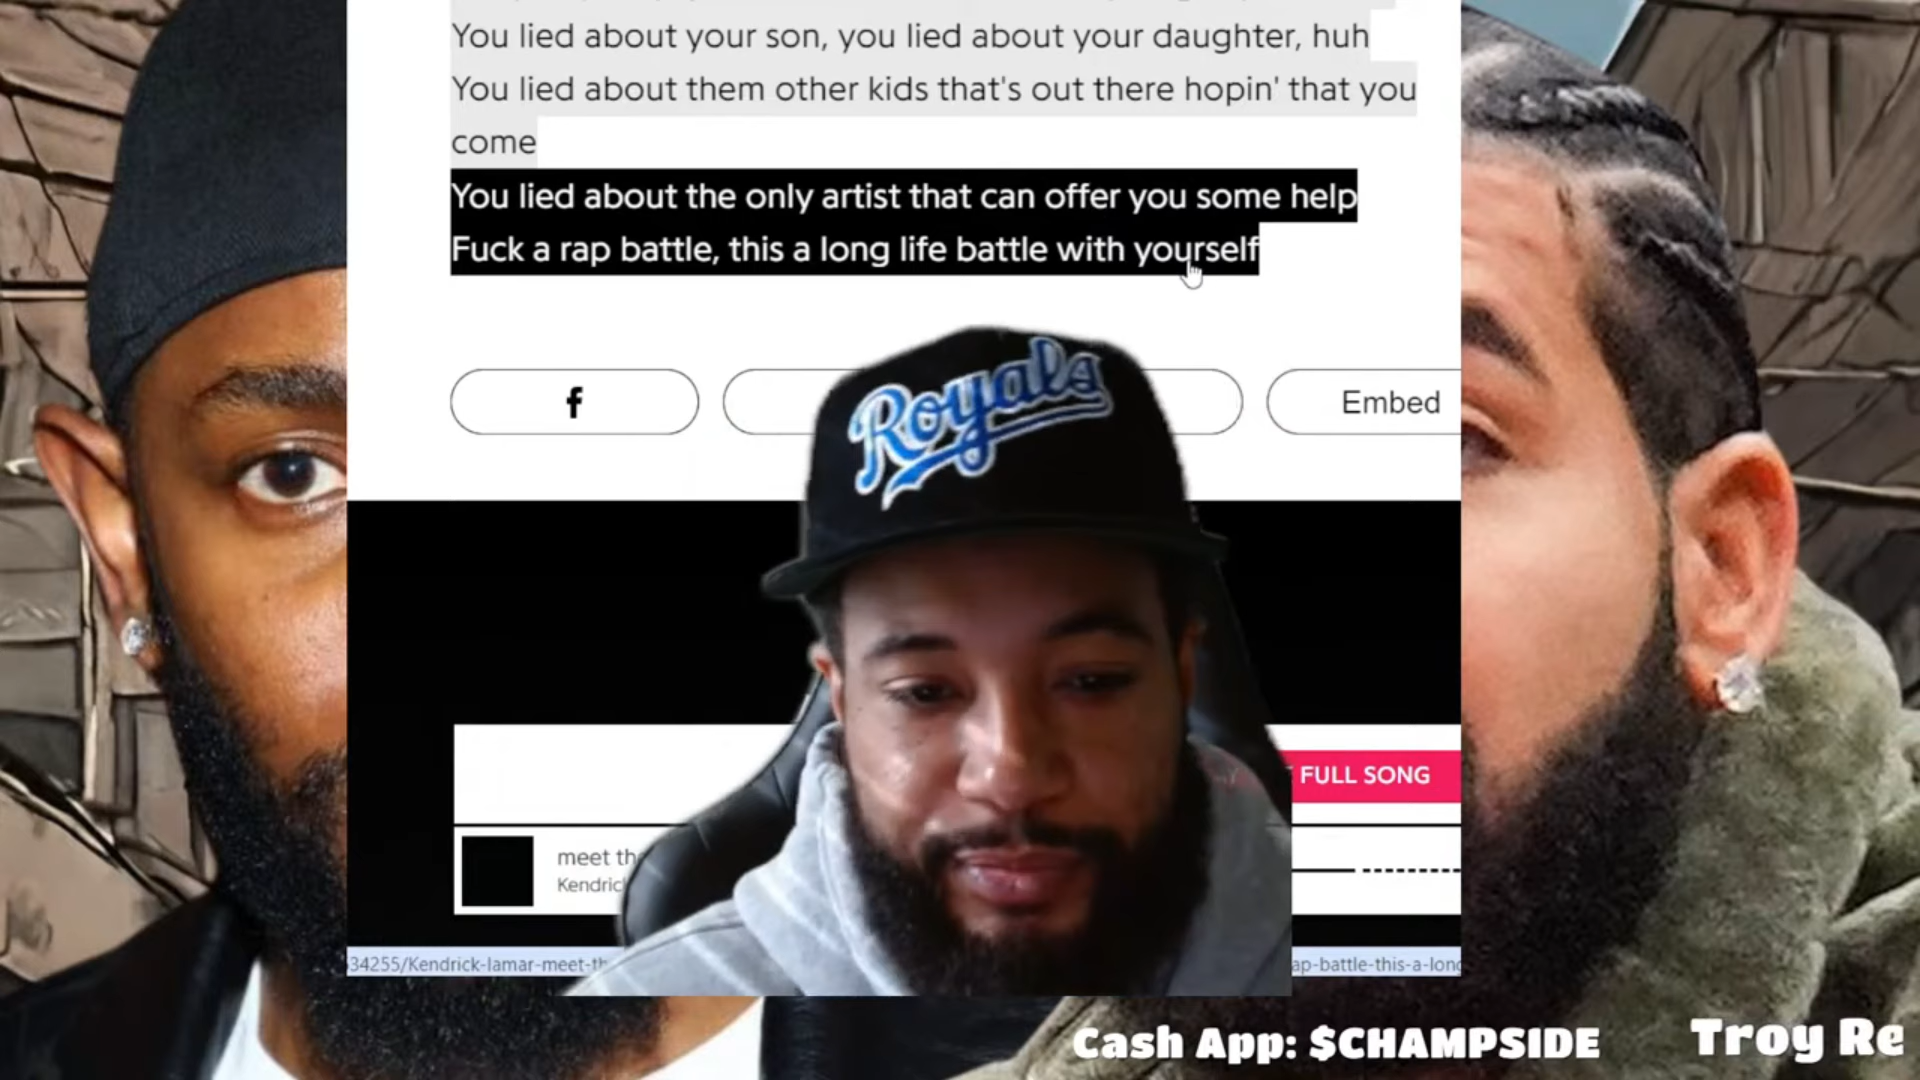 You lied about your son, you lied about your daughter, huh
You lied about them other kids that's out there hopin' that you
come
You lied about the only artist that can offer you some help
Fuck a rap battle, this a long life battle with yourself
f
Embed
Royals
FULL SONG
meet th
Kendric
34255/Kendrick-lamar-meet-th
ap-battle-this-a-long
Cash App: $CHAMPSIDE
Troy Re